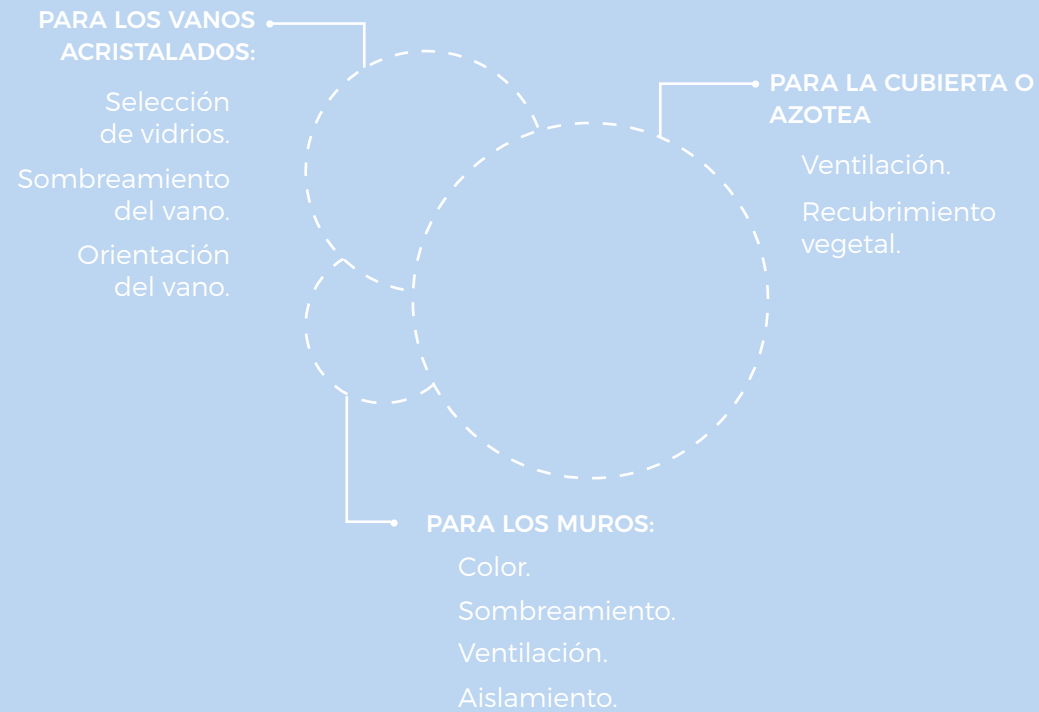 PARA LOS VANOS
ACRISTALADOS:
Selección
de vidrios.
Sombreamiento
del vano.
Orientación
del vano.
PARA LA CUBIERTA O
AZOTEA
Ventilación.
Recubrimiento
vegetal.
PARA LOS MUROS:
Color.
Sombreamiento.
Ventilación.
Aislamiento.